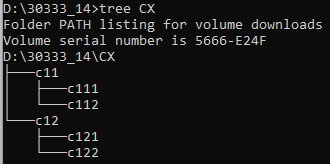 D:\30333_14>tree CX
Folder PATH listing for volume downloads
Volume serial number is 5666-E24F
D:\30333_14\CX
├───c11
│   ├───c111
│   └───c112
└───c12
    ├───c121
    └───c122